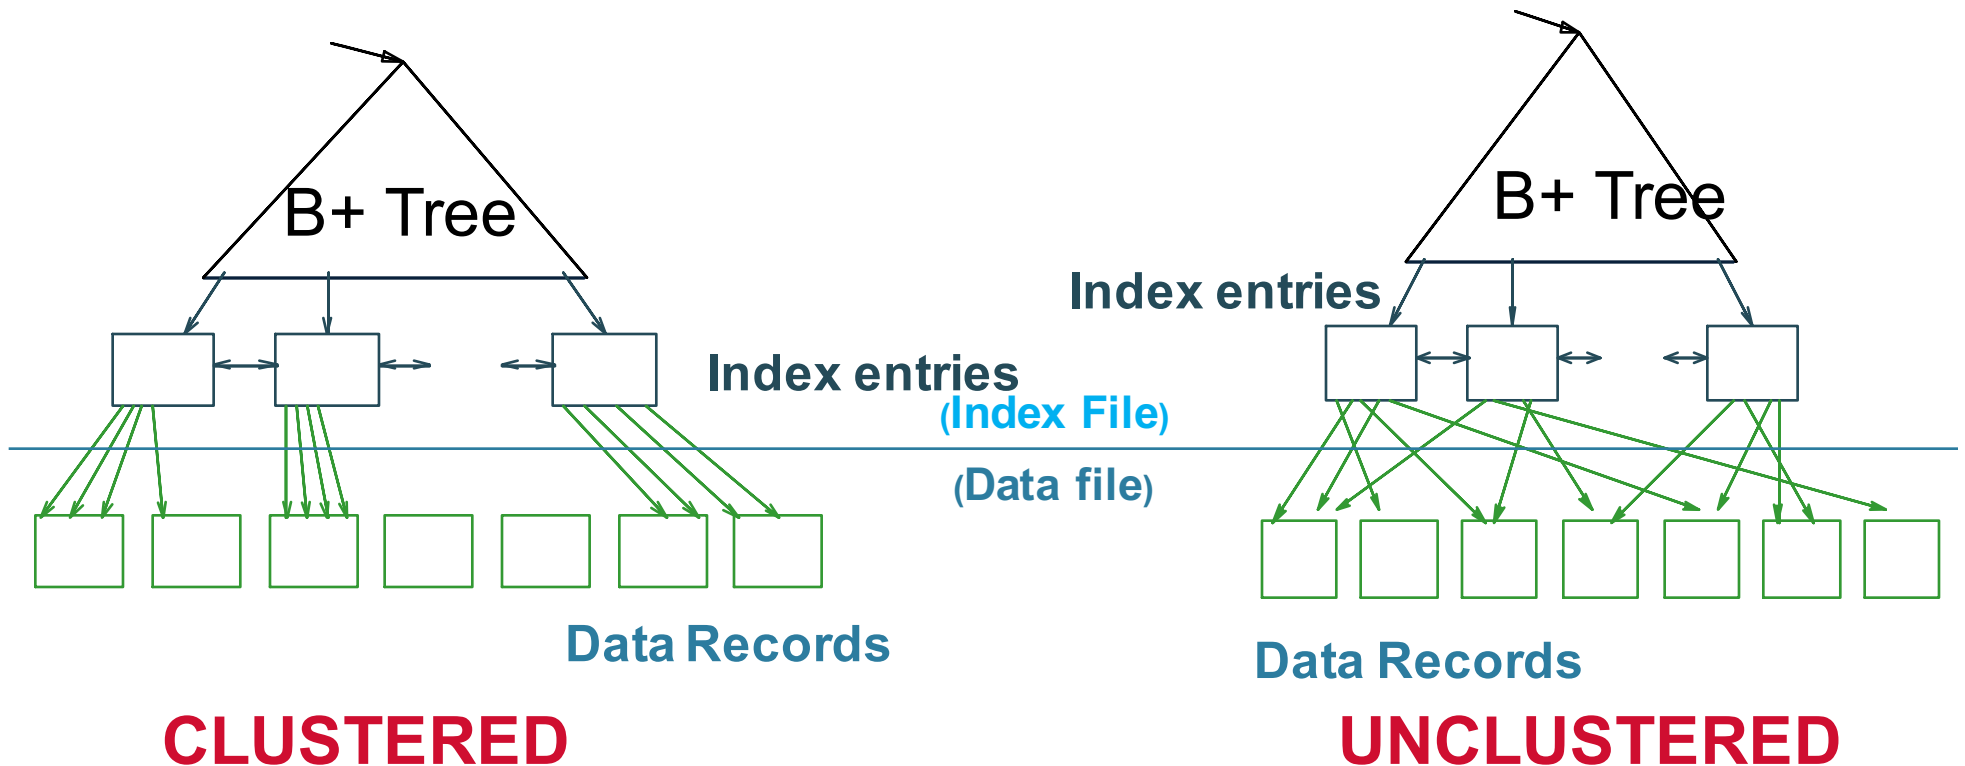 B+ Tree
B+ Tree
Index entries
Index entries
(Index File)
(Data file)
Data Records
Data Records
CLUSTERED
UNCLUSTERED